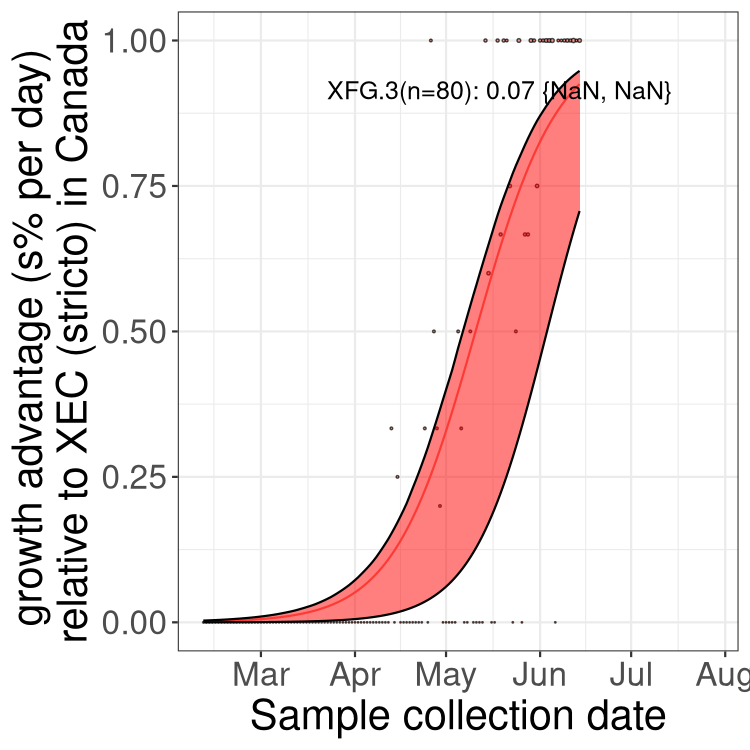 growth advantage (s% per day)
relative to XEC (stricto) in Canada
1.00
0.75
0.50
0.25
0.00
XFG.3(n=80): 0.07 {NaN, NaN}
Mar Apr May Jun Jul Aug
Sample collection date